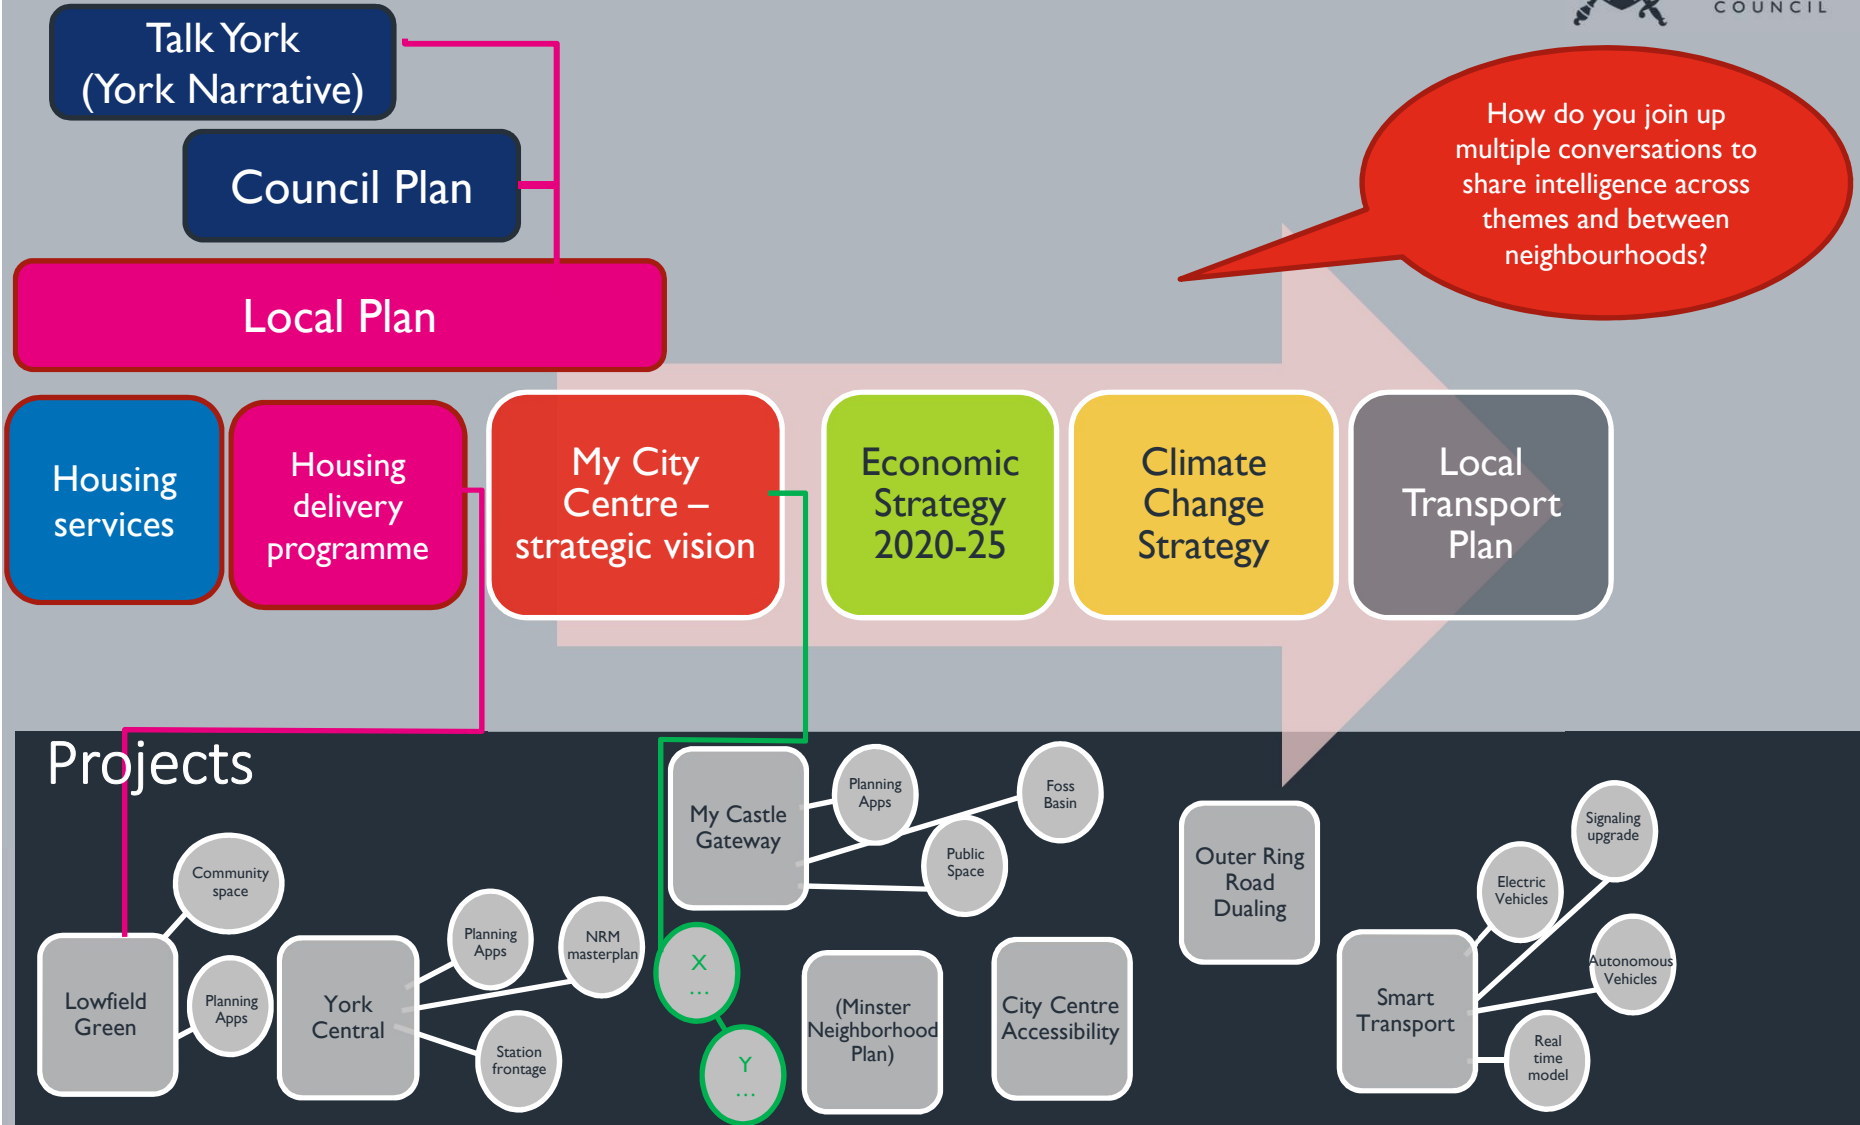 COUNCIL
Talk York
(York Narrative)
Council Plan
Local Plan
How do you join up
multiple conversations to
share intelligence across
themes and between
neighbourhoods?
Housing
services
Housing
delivery
programme
My City
Centre –
strategic vision
Economic
Strategy
2020-25
Climate
Change
Strategy
Local
Transport
Plan
Projects
Community
space
Lowfield
Green
Planning
Apps
York
Central
Planning
Apps
NRM
masterplan
Station
frontage
My Castle
Gateway
Planning
Apps
Foss
Basin
Public
Space
X
...
Y
...
(Minster
Neighborhood
Plan)
City Centre
Accessibility
Outer Ring
Road
Dualing
Smart
Transport
Signaling
upgrade
Electric
Vehicles
Autonomous
Vehicles
Real
time
model